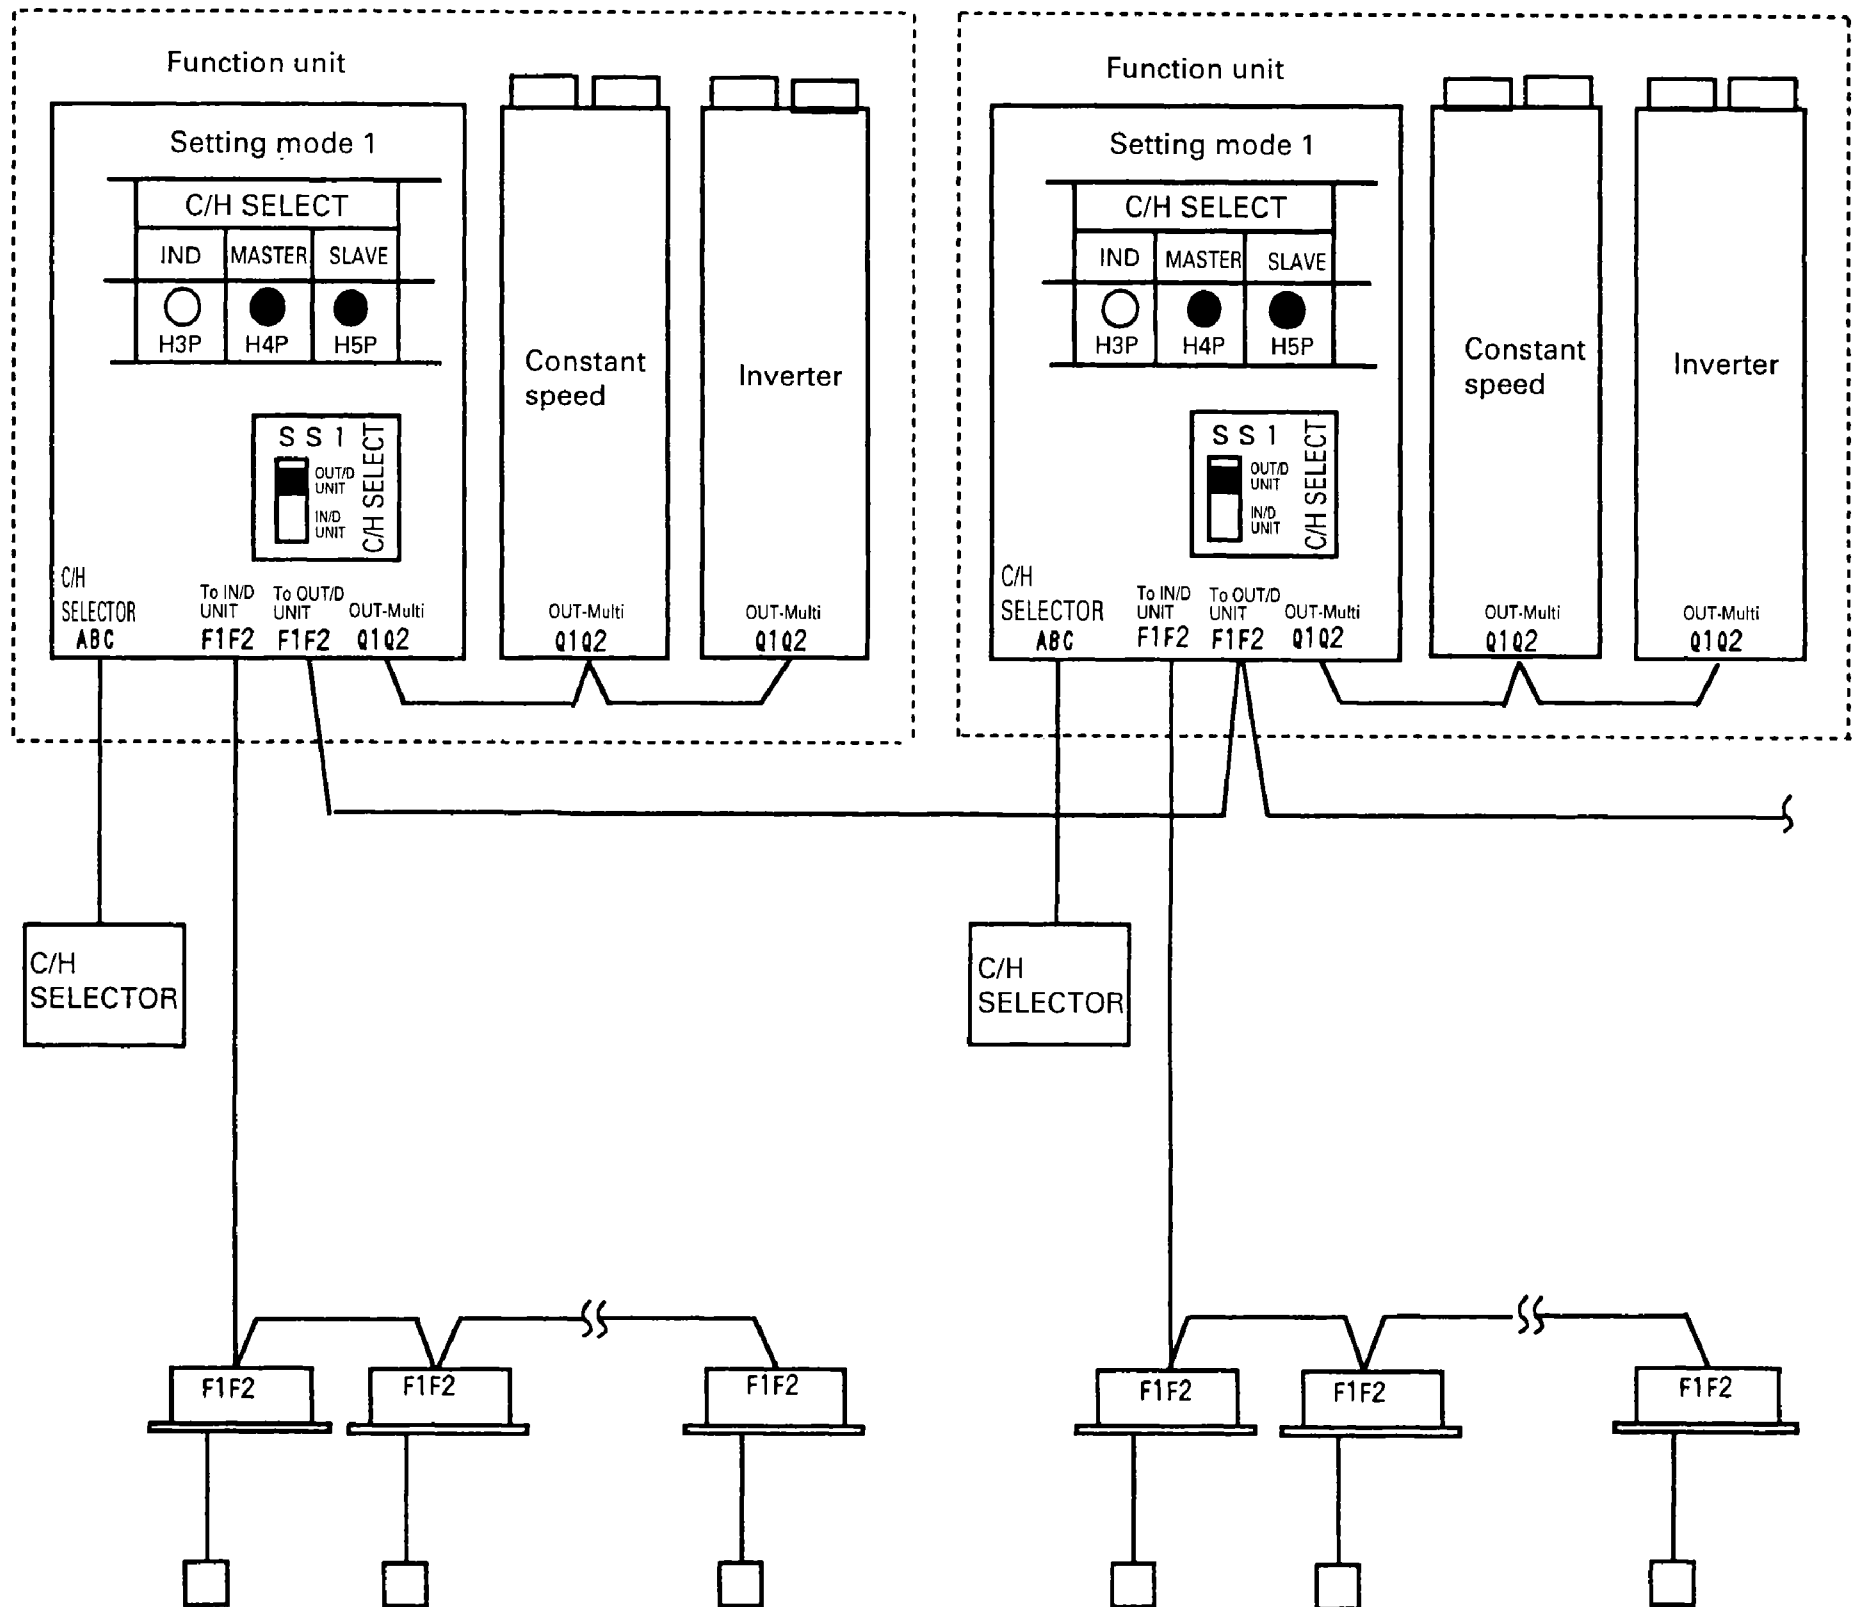 Function unit
Setting mode 1
C/H SELECT
IND MASTER SLAVE
H3P H4P H5P
S S 1
OUT/D
UNIT
IN/D
UNIT
C/H SELECT
C/H
SELECTOR
ABC
To IN/D
UNIT
F1F2
To OUT/D
UNIT
F1F2
OUT-Multi
Q1Q2
Constant
speed
OUT-Multi
Q1Q2
Inverter
OUT-Multi
Q1Q2
Function unit
Setting mode 1
C/H SELECT
IND MASTER SLAVE
H3P H4P H5P
S S 1
OUT/D
UNIT
IN/D
UNIT
C/H SELECT
C/H
SELECTOR
ABC
To IN/D
UNIT
F1F2
To OUT/D
UNIT
F1F2
OUT-Multi
Q1Q2
Constant
speed
OUT-Multi
Q1Q2
Inverter
OUT-Multi
Q1Q2
C/H
SELECTOR
C/H
SELECTOR
F1F2
F1F2
F1F2
F1F2
F1F2
F1F2